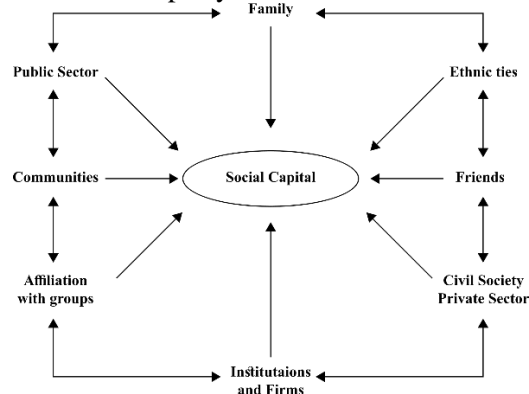 Family
Public Sector
Ethnic ties
Communities
Social Capital
Friends
Affiliation
with groups
Civil Society
Private Sector
Institutaions
and Firms